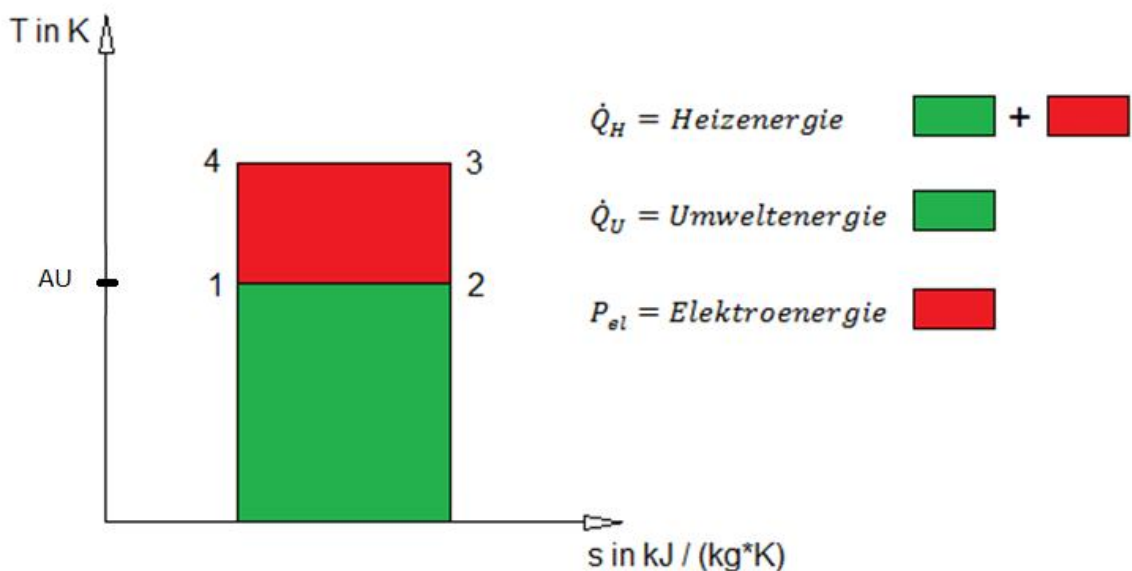 T in K
4
3
AU
1
2
s in kJ / (kg*K)
Q̇_H = Heizenergie +
Q̇_U = Umweltenergie
P_el = Elektroenergie